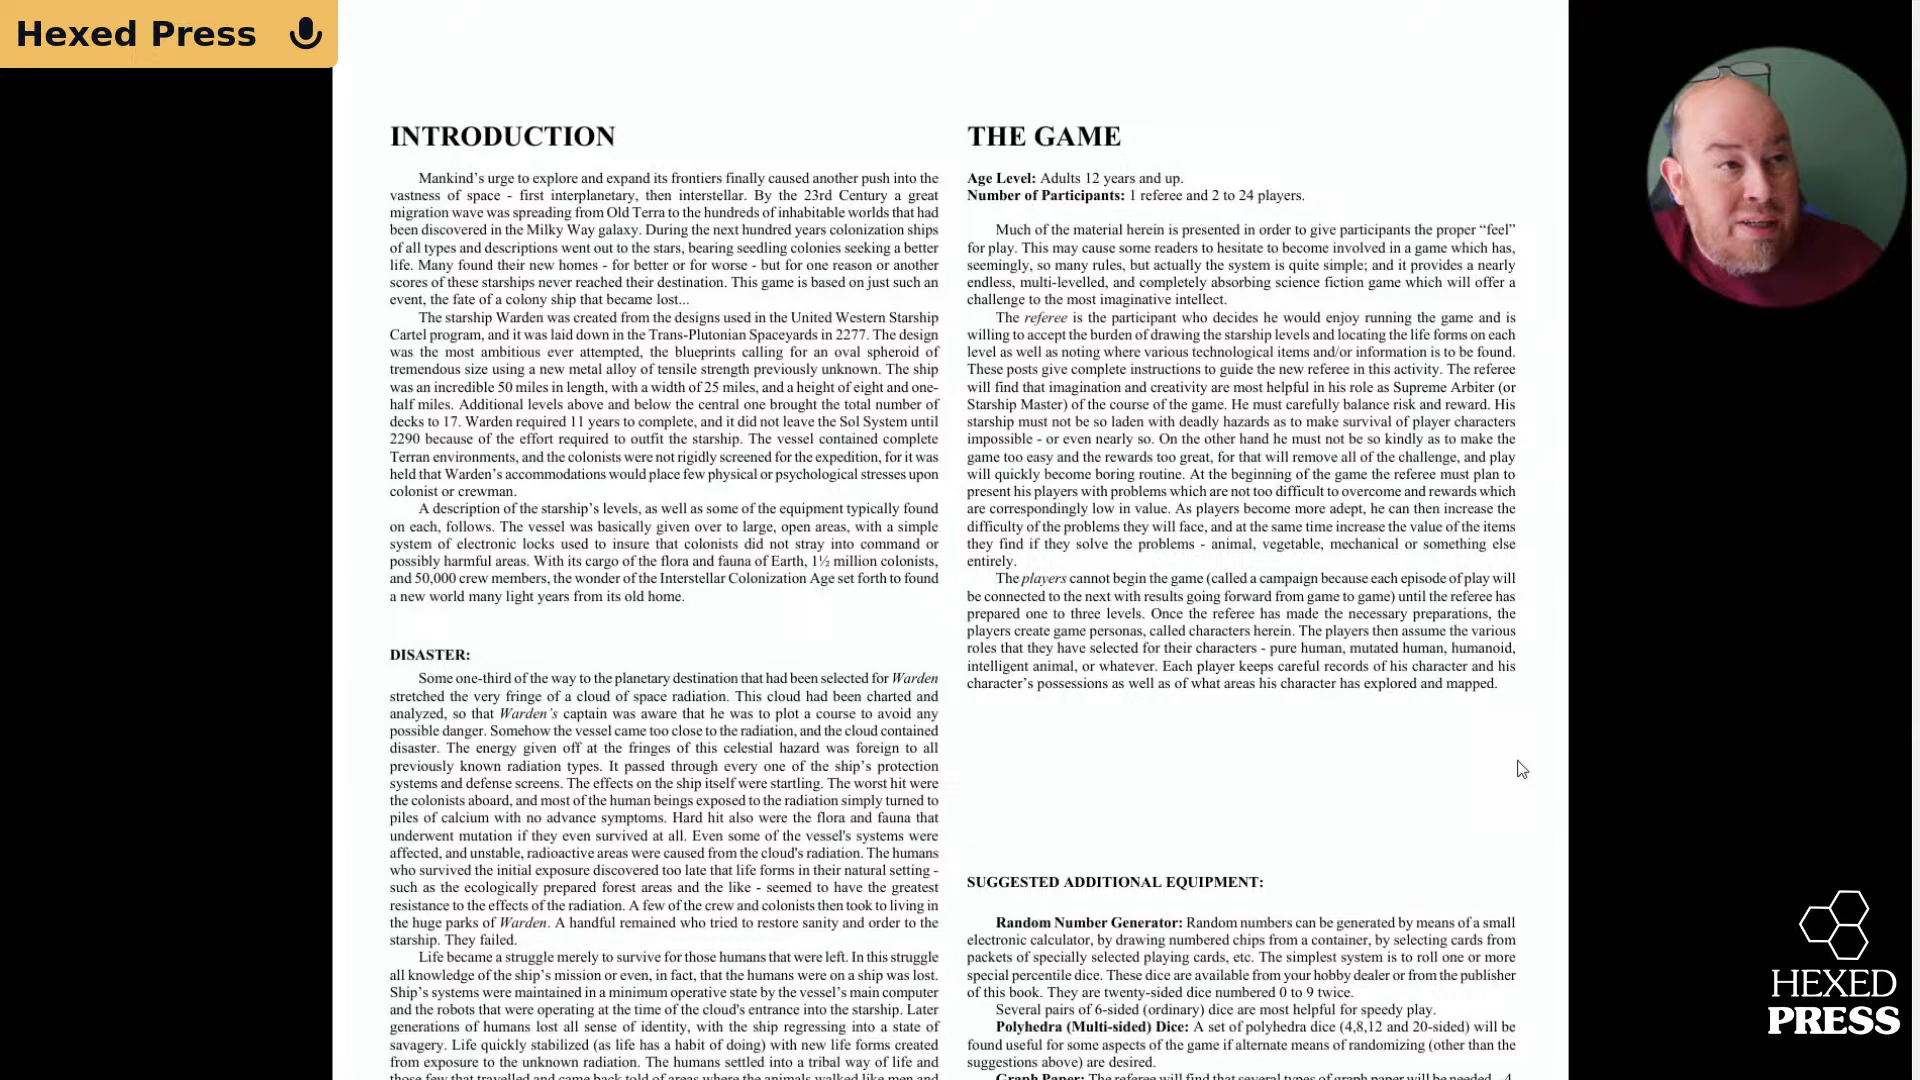 Hexed Press
INTRODUCTION
Mankind's urge to explore and expand its frontiers finally caused another push into the
vastness of space - first interplanetary, then interstellar. By the 23rd Century a great
migration wave was spreading from Old Terra to the hundreds of inhabitable worlds that had
been discovered in the Milky Way galaxy. During the next hundred years colonization ships
of all types and descriptions went out to the stars, bearing seedling colonies seeking a better
life. Many found their new homes - for better or for worse - but for one reason or another
scores of these starships never reached their destination. This game is based on just such an
event, the fate of a colony ship that became lost...
The starship Warden was created from the designs used in the United Western Starship
Cartel program, and it was laid down in the Trans-Plutonian Spaceyards in 2277. The design
was the most ambitious ever attempted, the blueprints calling for an oval spheroid of
tremendous size using a new metal alloy of tensile strength previously unknown. The ship
was an incredible 50 miles in length, with a width of 25 miles, and a height of eight and one-
half miles. Additional levels above and below the central one brought the total number of
decks to 17. Warden required 11 years to complete, and it did not leave the Sol System until
2290 because of the effort required to outfit the starship. The vessel contained complete
Terran environments, and the colonists were not rigidly screened for the expedition, for it was
held that Warden's accommodations would place few physical or psychological stresses upon
colonist or crewman.
A description of the starship's levels, as well as some of the equipment typically found
on each, follows. The vessel was basically given over to large, open areas, with a simple
system of electronic locks used to insure that colonists did not stray into command or
possibly harmful areas. With its cargo of the flora and fauna of Earth, 1½ million colonists,
and 50,000 crew members, the wonder of the Interstellar Colonization Age set forth to found
a new world many light years from its old home.
DISASTER:
Some one-third of the way to the planetary destination that had been selected for Warden
stretched the very fringe of a cloud of space radiation. This cloud had been charted and
analyzed, so that Warden's captain was aware that he was to plot a course to avoid any
possible danger. Somehow the vessel came too close to the radiation, and the cloud contained
disaster. The energy given off at the fringes of this celestial hazard was foreign to all
previously known radiation types. It passed through every one of the ship's protection
systems and defense screens. The effects on the ship itself were startling. The worst hit were
the colonists aboard, and most of the human beings exposed to the radiation simply turned to
piles of calcium with no advance symptoms. Hard hit also were the flora and fauna that
underwent mutation if they even survived at all. Even some of the vessel's systems were
affected, and unstable, radioactive areas were caused from the cloud's radiation. The humans
who survived the initial exposure discovered too late that life forms in their natural setting -
such as the ecologically prepared forest areas and the like - seemed to have the greatest
resistance to the effects of the radiation. A few of the crew and colonists then took to living in
the huge parks of Warden. A handful remained who tried to restore sanity and order to the
starship. They failed.
Life became a struggle merely to survive for those humans that were left. In this struggle
all knowledge of the ship's mission or even, in fact, that the humans were on a ship was lost.
Ship's systems were maintained in a minimum operative state by the vessel's main computer
and the robots that were operating at the time of the cloud's entrance into the starship. Later
generations of humans lost all sense of identity, with the ship regressing into a state of
savagery. Life quickly stabilized (as life has a habit of doing) with new life forms created
from exposure to the unknown radiation. The humans settled into a tribal way of life and
those few that travelled and came back told of areas where the animals walked like men and
THE GAME
Age Level: Adults 12 years and up.
Number of Participants: 1 referee and 2 to 24 players.
Much of the material herein is presented in order to give participants the proper “feel”
for play. This may cause some readers to hesitate to become involved in a game which has,
seemingly, so many rules, but actually the system is quite simple; and it provides a nearly
endless, multi-levelled, and completely absorbing science fiction game which will offer a
challenge to the most imaginative intellect.
The referee is the participant who decides he would enjoy running the game and is
willing to accept the burden of drawing the starship levels and locating the life forms on each
level as well as noting where various technological items and/or information is to be found.
These posts give complete instructions to guide the new referee in this activity. The referee
will find that imagination and creativity are most helpful in his role as Supreme Arbiter (or
Starship Master) of the course of the game. He must carefully balance risk and reward. His
starship must not be so laden with deadly hazards as to make survival of player characters
impossible - or even nearly so. On the other hand he must not be so kindly as to make the
game too easy and the rewards too great, for that will remove all of the challenge, and play
will quickly become boring routine. At the beginning of the game the referee must plan to
present his players with problems which are not too difficult to overcome and rewards which
are correspondingly low in value. As players become more adept, he can then increase the
difficulty of the problems they will face, and at the same time increase the value of the items
they find if they solve the problems - animal, vegetable, mechanical or something else
entirely.
The players cannot begin the game (called a campaign because each episode of play will
be connected to the next with results going forward from game to game) until the referee has
prepared one to three levels. Once the referee has made the necessary preparations, the
players create game personas, called characters herein. The players then assume the various
roles that they have selected for their characters - pure human, mutated human, humanoid,
intelligent animal, or whatever. Each player keeps careful records of his character and his
character's possessions as well as of what areas his character has explored and mapped.
SUGGESTED ADDITIONAL EQUIPMENT:
Random Number Generator: Random numbers can be generated by means of a small
electronic calculator, by drawing numbered chips from a container, by selecting cards from
packets of specially selected playing cards, etc. The simplest system is to roll one or more
special percentile dice. These dice are available from your hobby dealer or from the publisher
of this book. They are twenty-sided dice numbered 0 to 9 twice.
Several pairs of 6-sided (ordinary) dice are most helpful for speedy play.
Polyhedra (Multi-sided) Dice: A set of polyhedra dice (4,8,12 and 20-sided) will be
found useful for some aspects of the game if alternate means of randomizing (other than the
suggestions above) are desired.
Graph Paper: The referee will find that several types of graph paper will be needed - 4
HEXED
PRESS